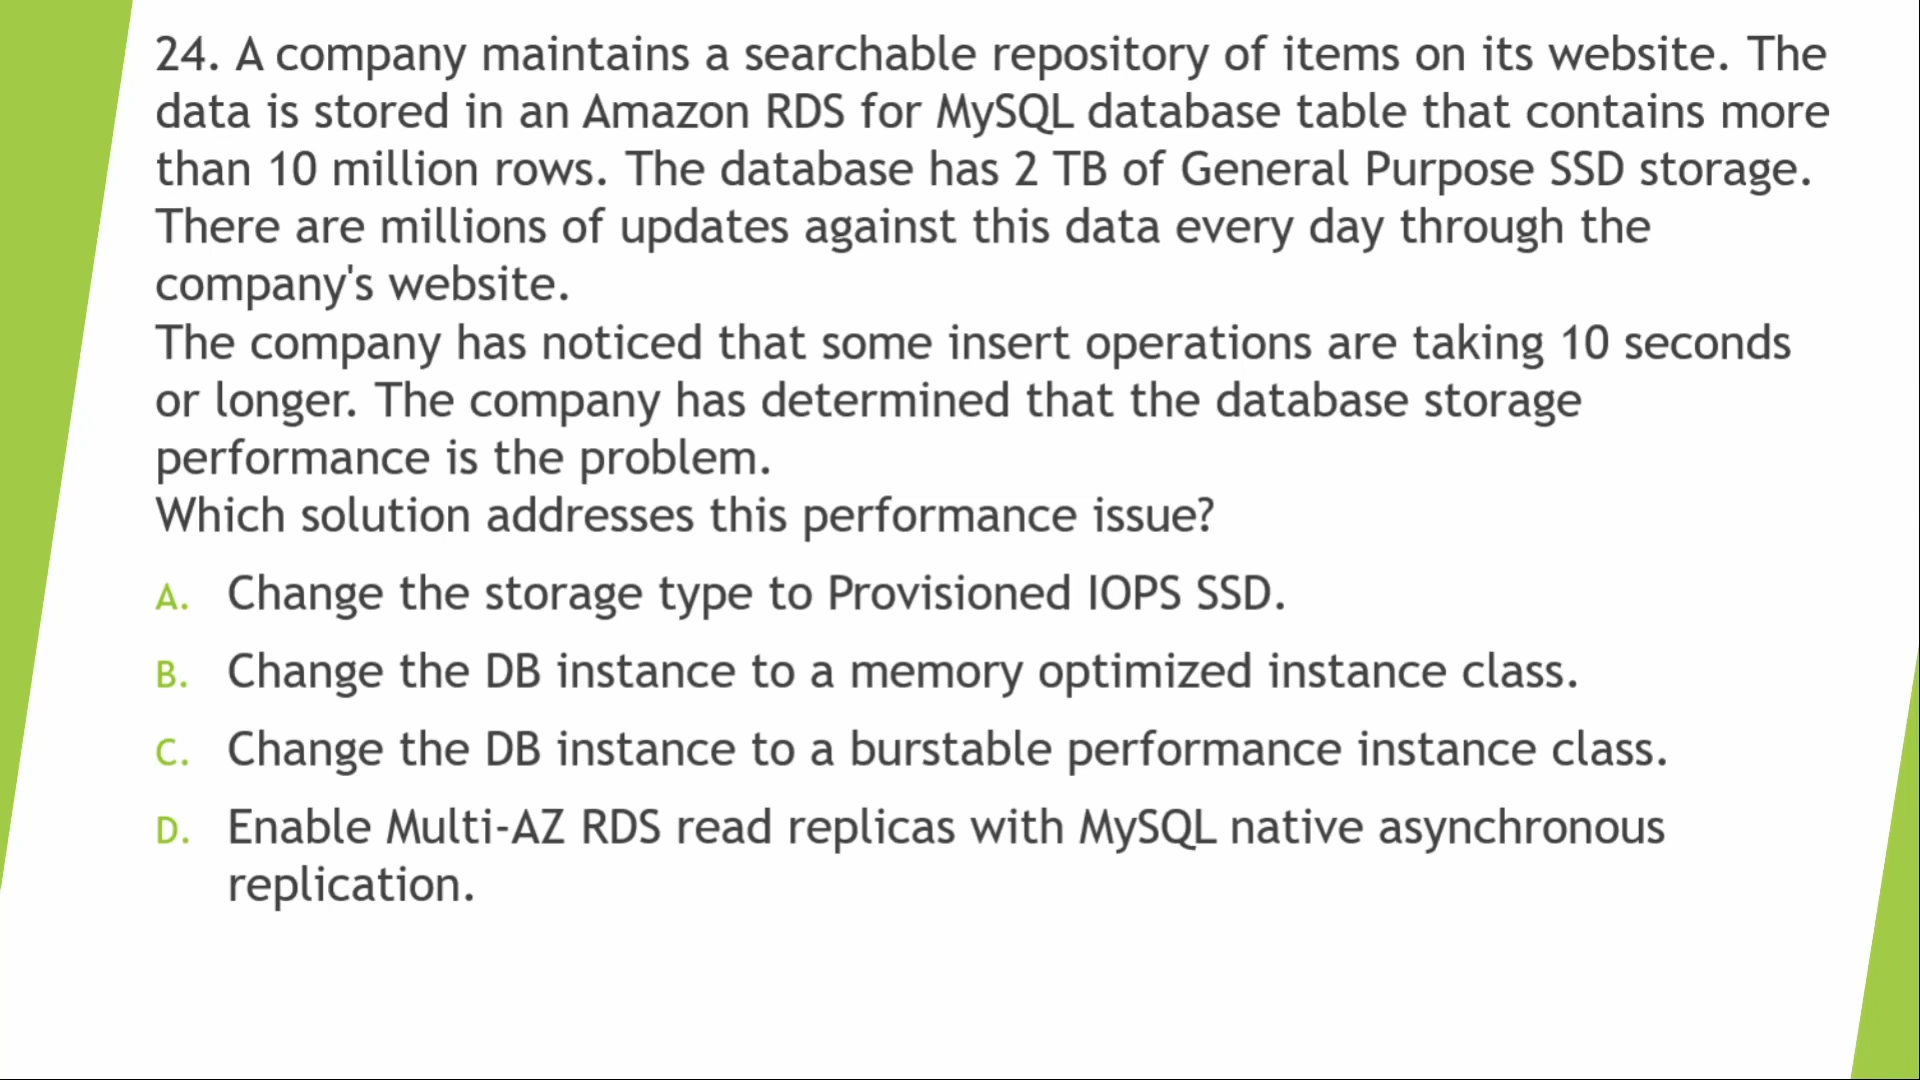 24. A company maintains a searchable repository of items on its website. The
data is stored in an Amazon RDS for MySQL database table that contains more
than 10 million rows. The database has 2 TB of General Purpose SSD storage.
There are millions of updates against this data every day through the
company's website.
The company has noticed that some insert operations are taking 10 seconds
or longer. The company has determined that the database storage
performance is the problem.
Which solution addresses this performance issue?
A. Change the storage type to Provisioned IOPS SSD.
B. Change the DB instance to a memory optimized instance class.
C. Change the DB instance to a burstable performance instance class.
D. Enable Multi-AZ RDS read replicas with MySQL native asynchronous
replication.